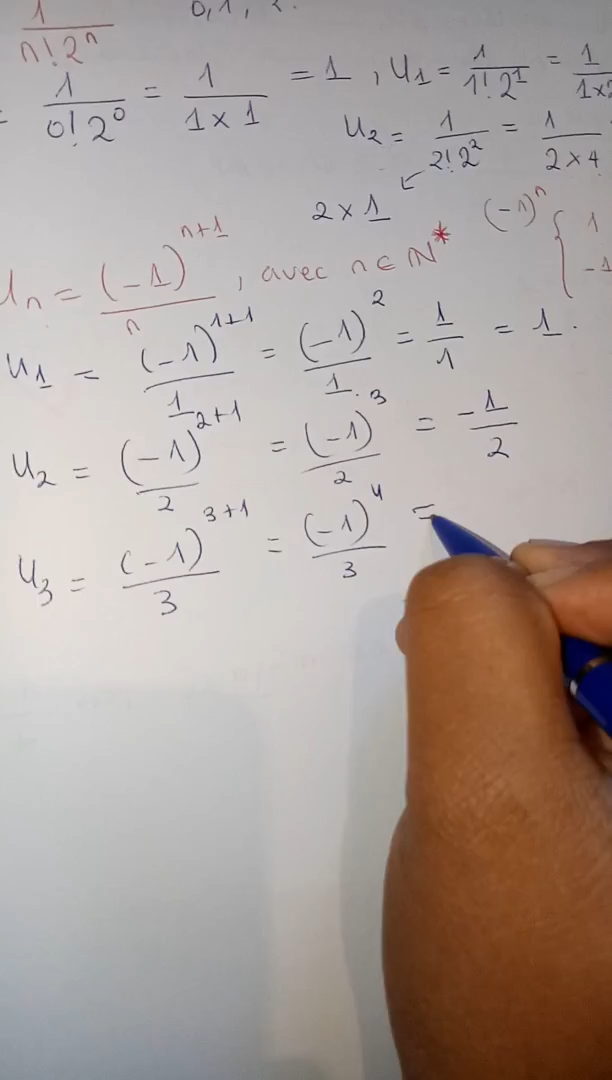 1/(n! 2^n) 0, 1, 2.
= 1/(0! 2^0) = 1/(1 x 1) = 1 , U1 = 1/(1! 2^1) = 1/(1x2
U2 = 1/(2! 2^2) = 1/(2 x 4
2 x 1
Un = (-1)^(n+1)/n , avec n ∈ N* (-1)^n { 1
-1
U1 = (-1)^(1+1)/1 = (-1)^2/1. = 1/1 = 1.
U2 = (-1)^(2+1)/2 = (-1)^3/2 = -1/2
U3 = (-1)^(3+1)/3 = (-1)^4/3 =